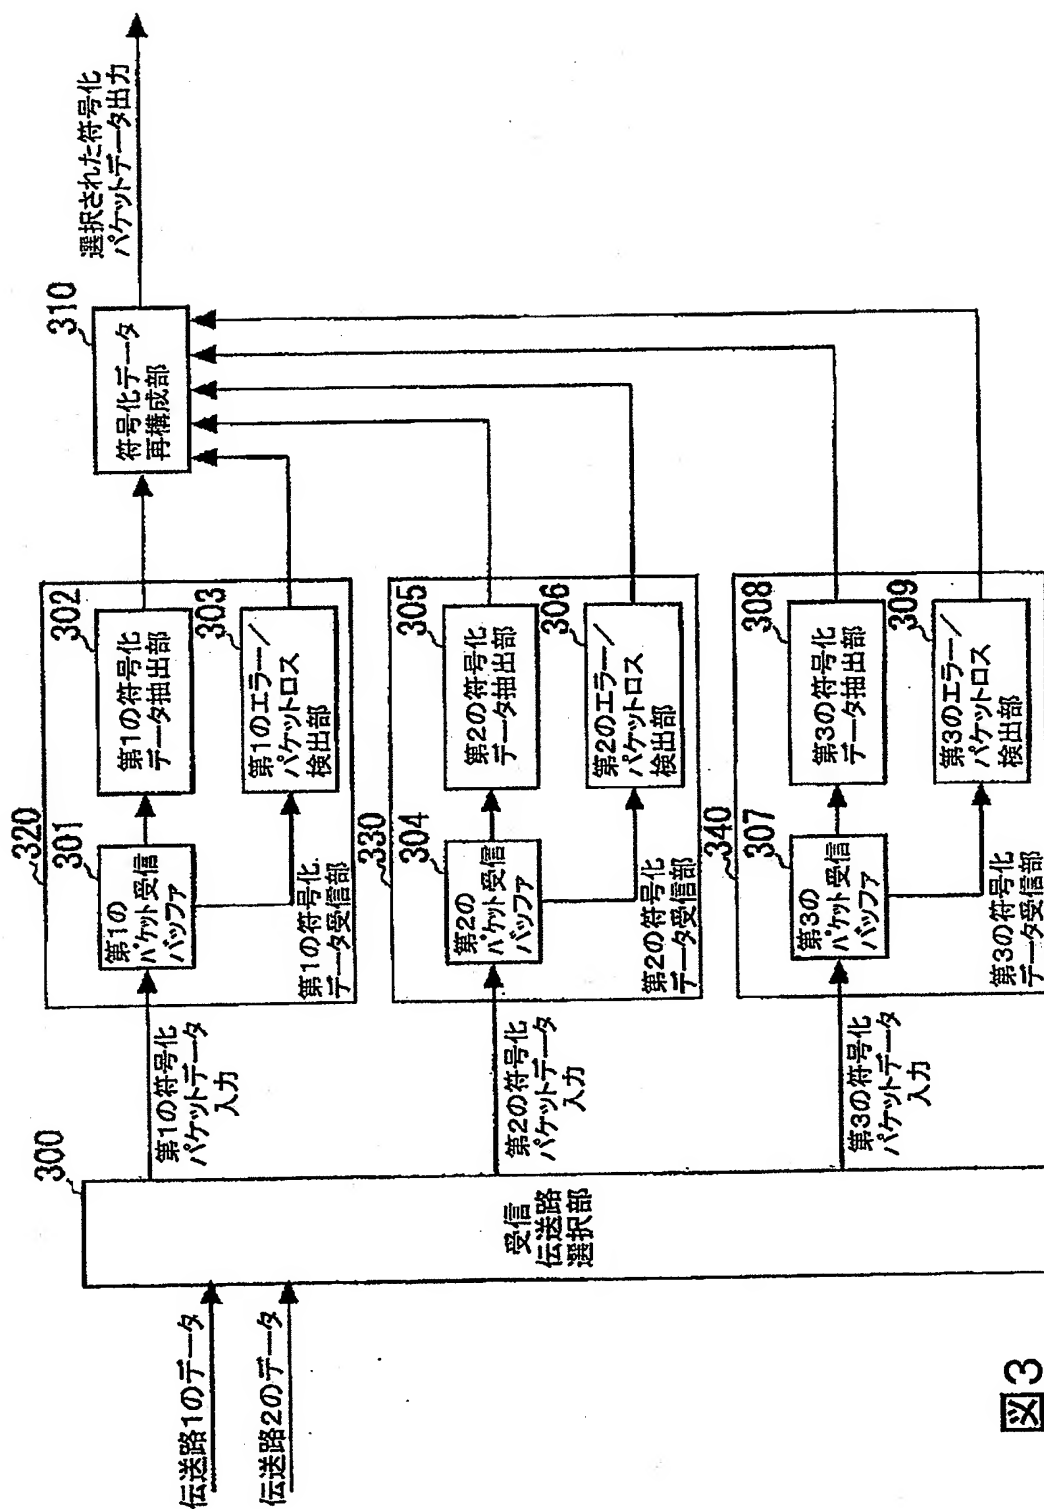 図3
伝送路1のデータ
伝送路2のデータ
300
受信
伝送路
選択部
第1の符号化
パケットデータ
入力
第2の符号化
パケットデータ
入力
第3の符号化
パケットデータ
入力
320
301
第1の
パケット受信
バッファ
302
第1の符号化
データ抽出部
303
第1のエラー/
パケットロス
検出部
第1の符号化
データ受信部
330
304
第2の
パケット受信
バッファ
305
第2の符号化
データ抽出部
306
第2のエラー/
パケットロス
検出部
第2の符号化
データ受信部
340
307
第3の
パケット受信
バッファ
308
第3の符号化
データ抽出部
309
第3のエラー/
パケットロス
検出部
第3の符号化
データ受信部
310
符号化データ
再構成部
選択された符号化
パケットデータ出力